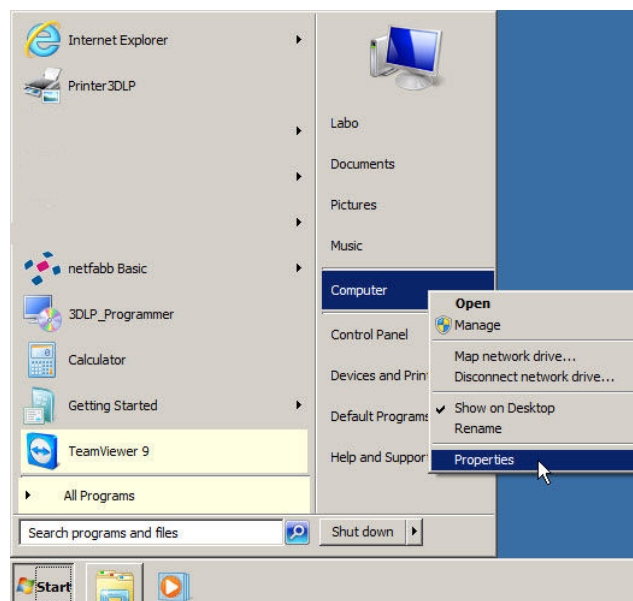 Internet Explorer
Printer3DLP
netfabb Basic
3DLP_Programmer
Calculator
Getting Started
TeamViewer 9
All Programs
Search programs and files
Labo
Documents
Pictures
Music
Computer
Control Panel
Devices and Prin
Default Programs
Help and Suppor
Shut down
Open
Manage
Map network drive...
Disconnect network drive...
Show on Desktop
Rename
Properties
Start